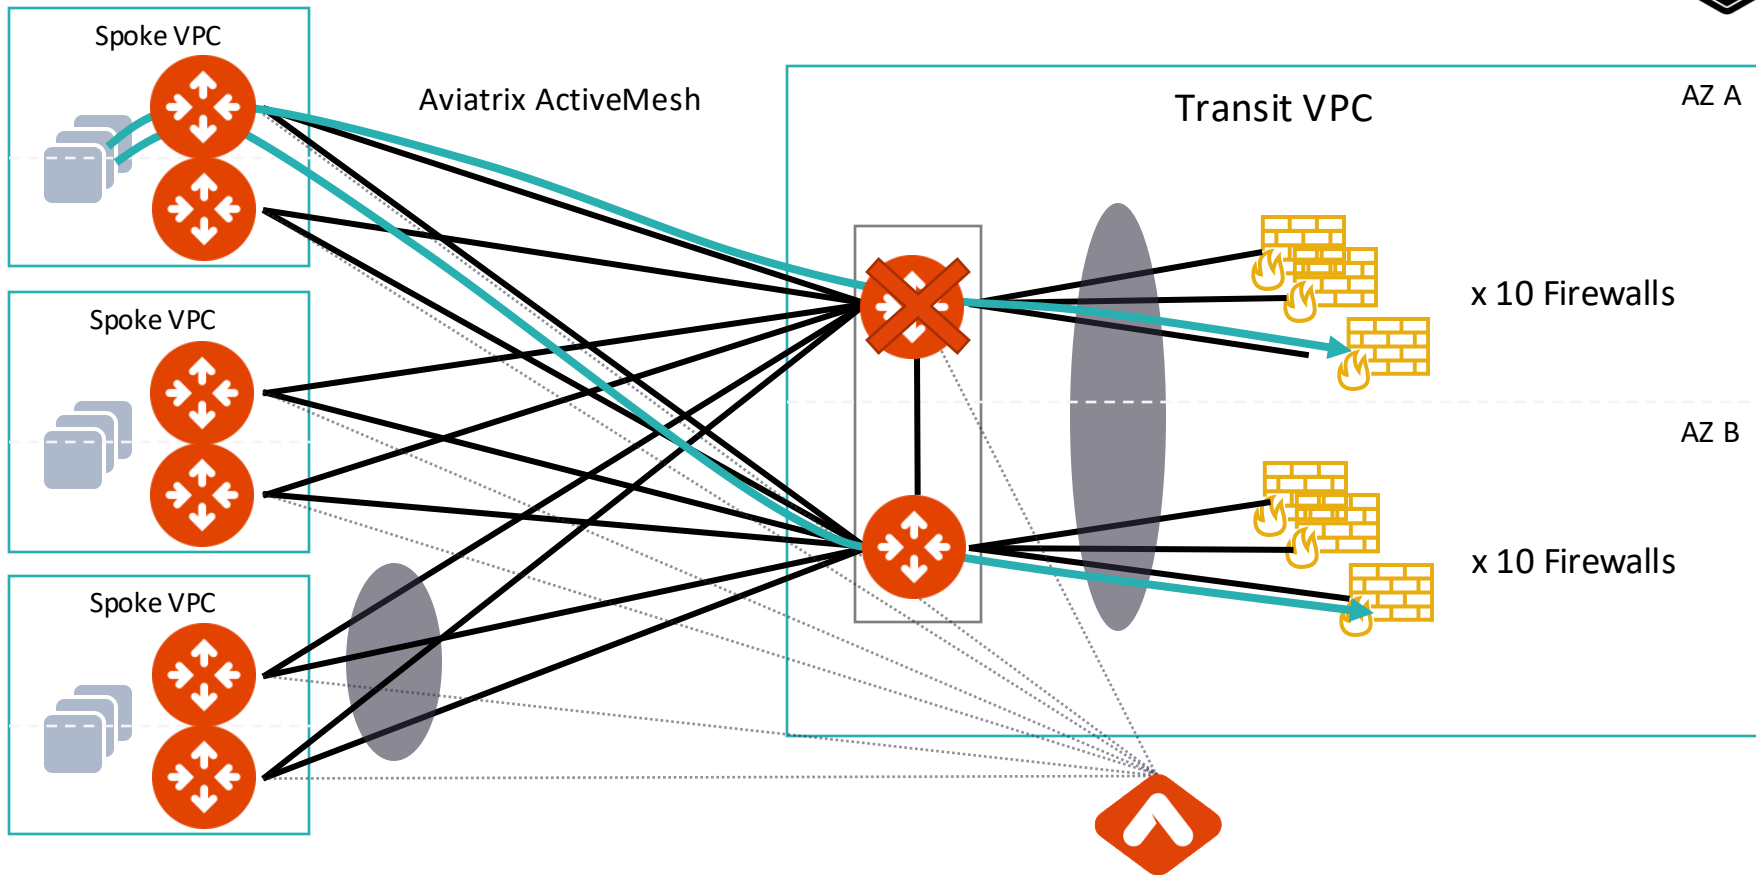 Spoke VPC
Aviatrix ActiveMesh
Transit VPC
AZ A
x 10 Firewalls
Spoke VPC
AZ B
x 10 Firewalls
Spoke VPC